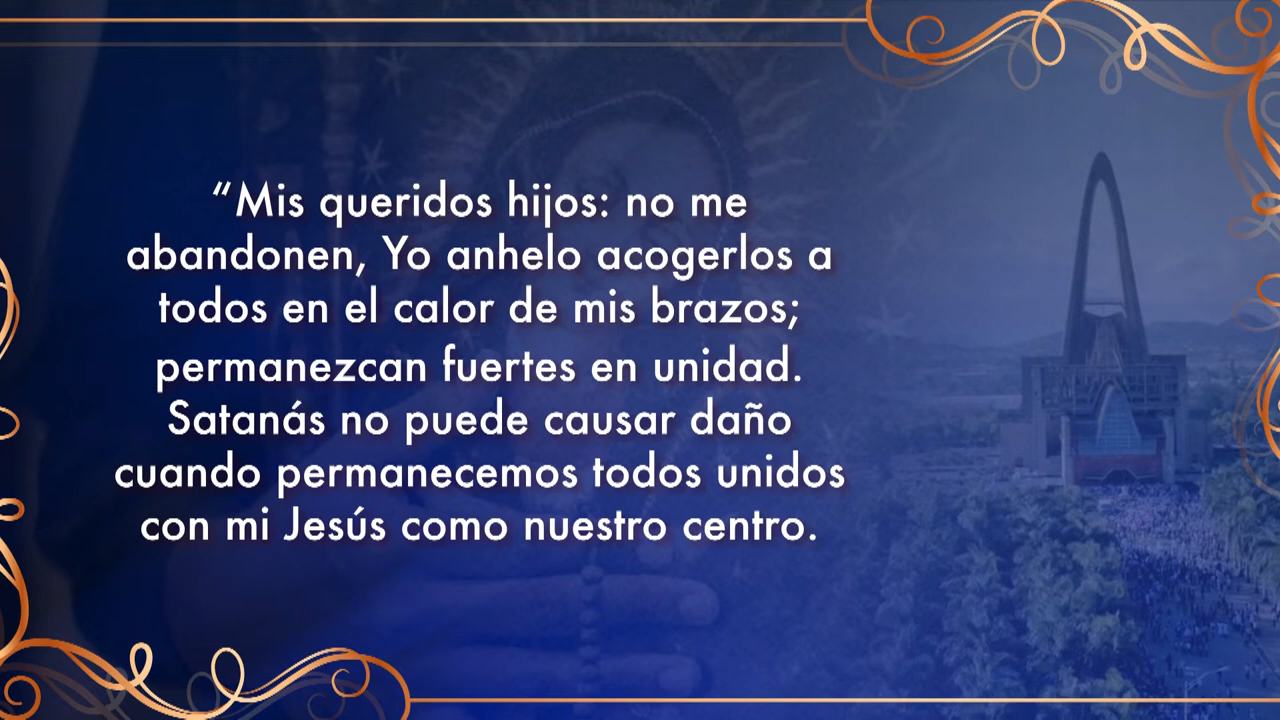 “Mis queridos hijos: no me
abandonen, Yo anhelo acogerlos a
todos en el calor de mis brazos;
permanezcan fuertes en unidad.
Satanás no puede causar daño
cuando permanecemos todos unidos
con mi Jesús como nuestro centro.